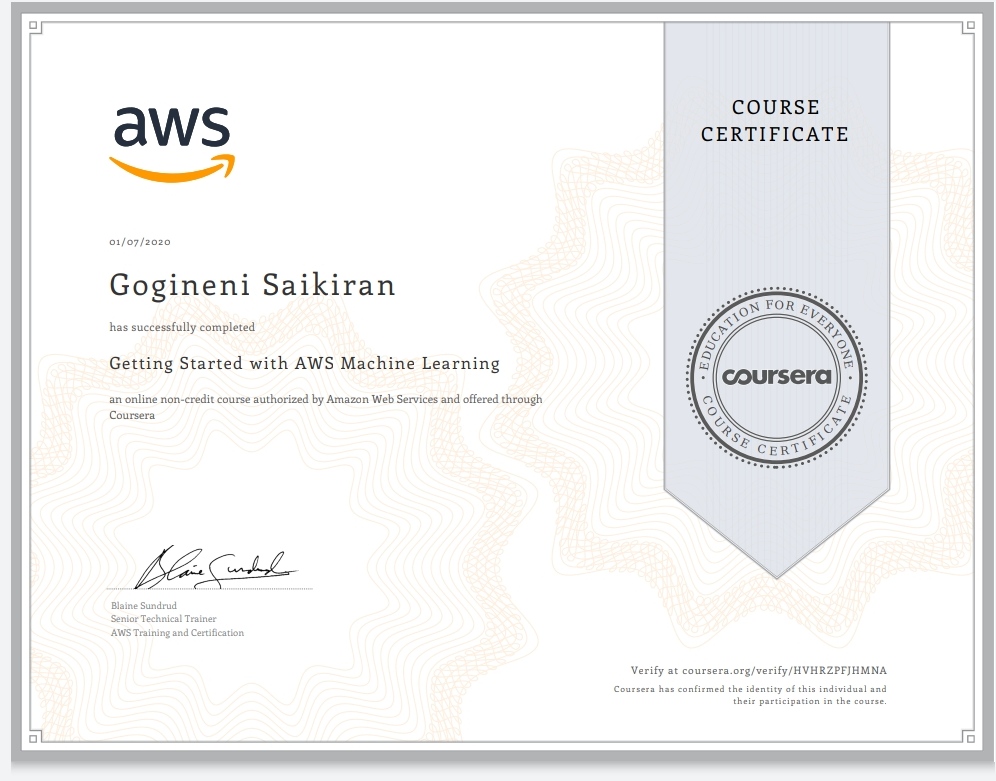 aws
COURSE
CERTIFICATE
01/07/2020
Gogineni Saikiran
has successfully completed
Getting Started with AWS Machine Learning
an online non-credit course authorized by Amazon Web Services and offered through
Coursera
EDUCATION FOR EVERYONE
coursera
COURSE CERTIFICATE
Blaine Sundrud
Blaine Sundrud
Senior Technical Trainer
AWS Training and Certification
Verify at coursera.org/verify/HVHRZPFJHMNA
Coursera has confirmed the identity of this individual and
their participation in the course.